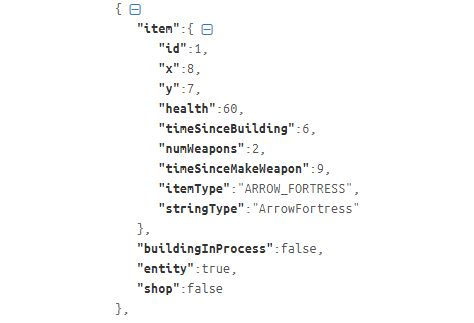 {
"item":{
"id":1,
"x":8,
"y":7,
"health":60,
"timeSinceBuilding":6,
"numWeapons":2,
"timeSinceMakeWeapon":9,
"itemType":"ARROW_FORTRESS",
"stringType":"ArrowFortress"
},
"buildingInProcess":false,
"entity":true,
"shop":false
},